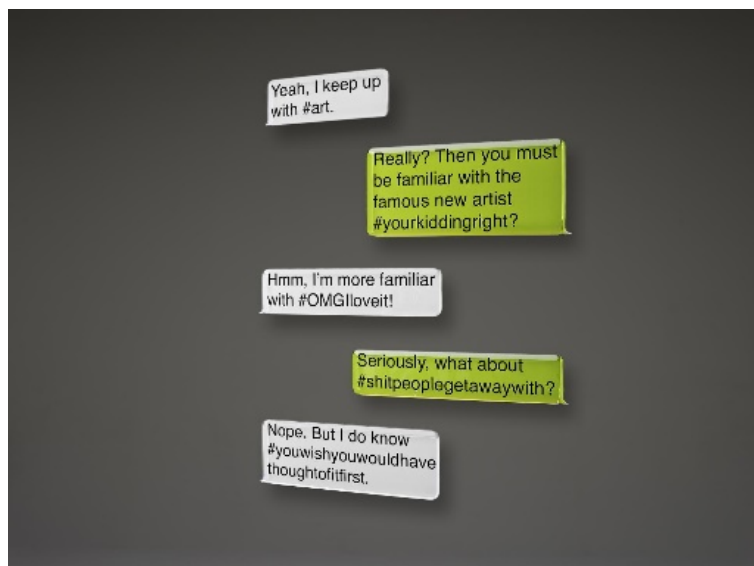 Yeah, I keep up
with #art.
Really? Then you must
be familiar with the
famous new artist
#yourkiddingright?
Hmm, I'm more familiar
with #OMGIloveit!
Seriously, what about
#shitpeoplegetawaywith?
Nope. But I do know
#youwishyouwouldhave
thoughtofitfirst.